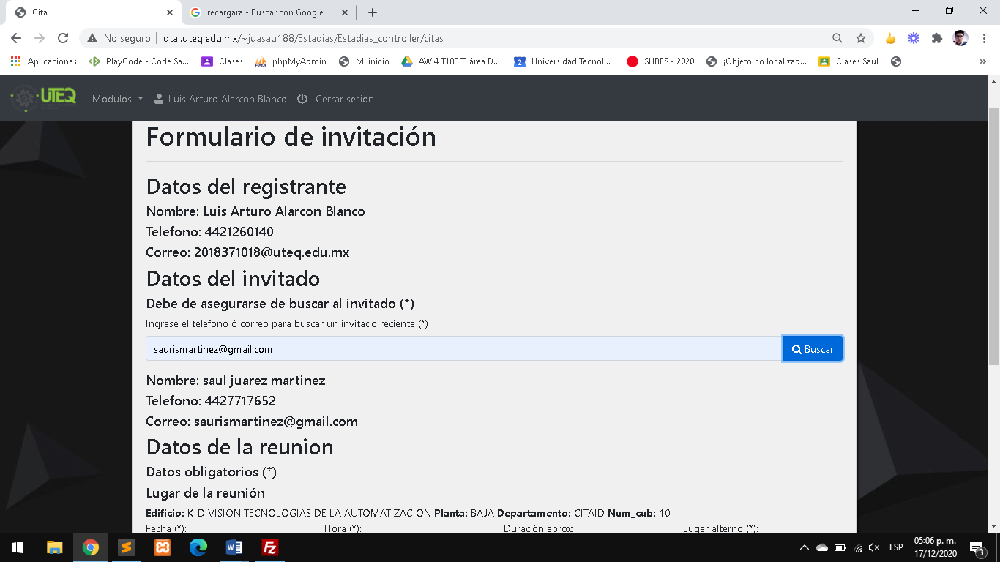 Cita
recargara - Buscar con Google
No seguro
dtai.uteq.edu.mx/~juasau188/Estadias/Estadias_controller/citas
Aplicaciones
PlayCode - Code Sa...
Clases
phpMyAdmin
Mi inicio
AWI4 T188 TI área D...
Universidad Tecnol...
SUBES - 2020
¡Objeto no localizad...
Clases Saul
»
UTEQ
Modulos
Luis Arturo Alarcon Blanco
Cerrar sesion
Formulario de invitación
Datos del registrante
Nombre: Luis Arturo Alarcon Blanco
Telefono: 4421260140
Correo: 2018371018@uteq.edu.mx
Datos del invitado
Debe de asegurarse de buscar al invitado (*)
Ingrese el telefono ó correo para buscar un invitado reciente (*)
saurismartinez@gmail.com
Buscar
Nombre: saul juarez martinez
Telefono: 4427717652
Correo: saurismartinez@gmail.com
Datos de la reunion
Datos obligatorios (*)
Lugar de la reunión
Edificio: K-DIVISION TECNOLOGIAS DE LA AUTOMATIZACION Planta: BAJA Departamento: CITAID Num_cub: 10
Fecha (*): Hora (*): Duración aprox: Lugar alterno (*):
ESP
05:06 p. m.
17/12/2020
3